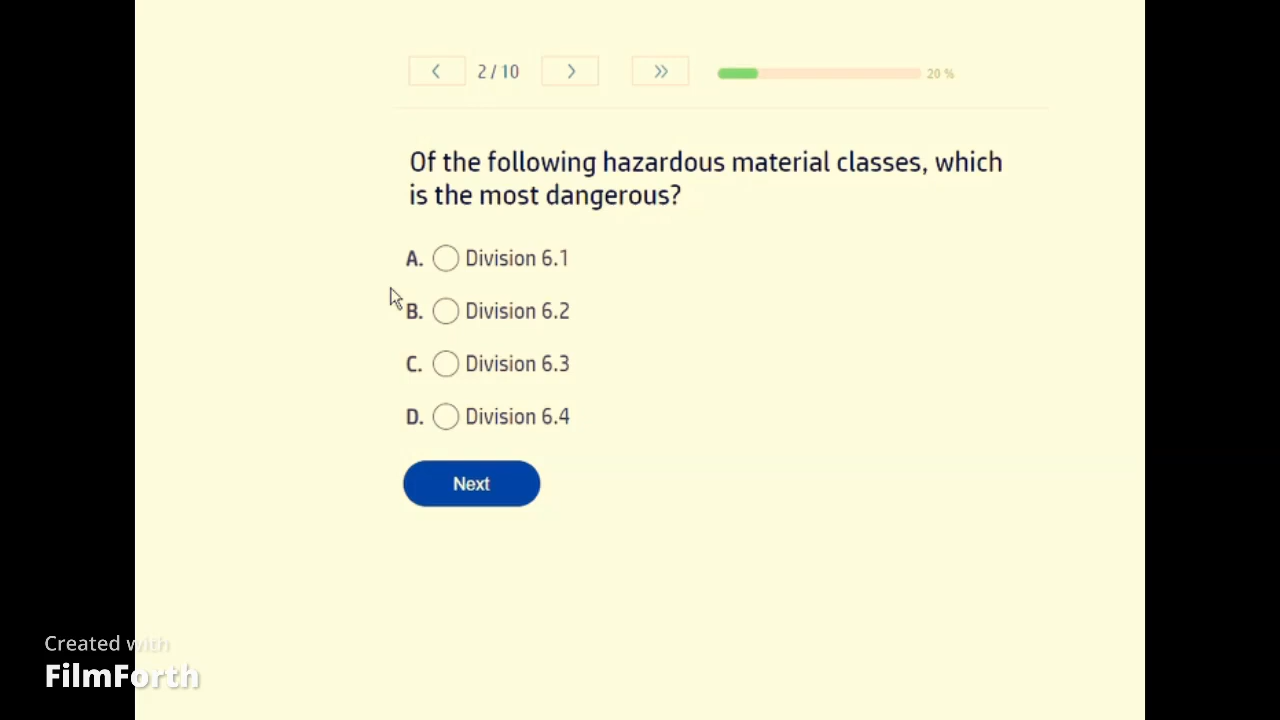 2 / 10
20 %
Of the following hazardous material classes, which
is the most dangerous?
A. Division 6.1
B. Division 6.2
C. Division 6.3
D. Division 6.4
Next
Created with
FilmForth